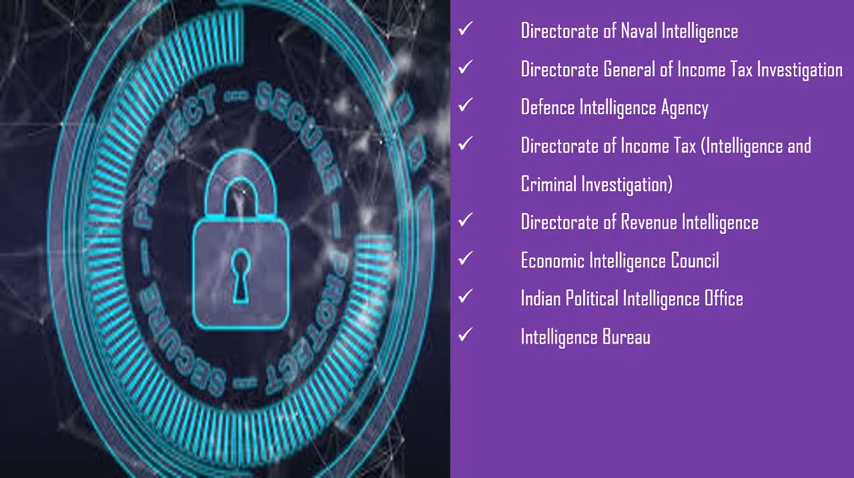 PROTECT — SECURE — PROTECT — SECURE —
✓ Directorate of Naval Intelligence
✓ Directorate General of Income Tax Investigation
✓ Defence Intelligence Agency
✓ Directorate of Income Tax (Intelligence and
Criminal Investigation)
✓ Directorate of Revenue Intelligence
✓ Economic Intelligence Council
✓ Indian Political Intelligence Office
✓ Intelligence Bureau